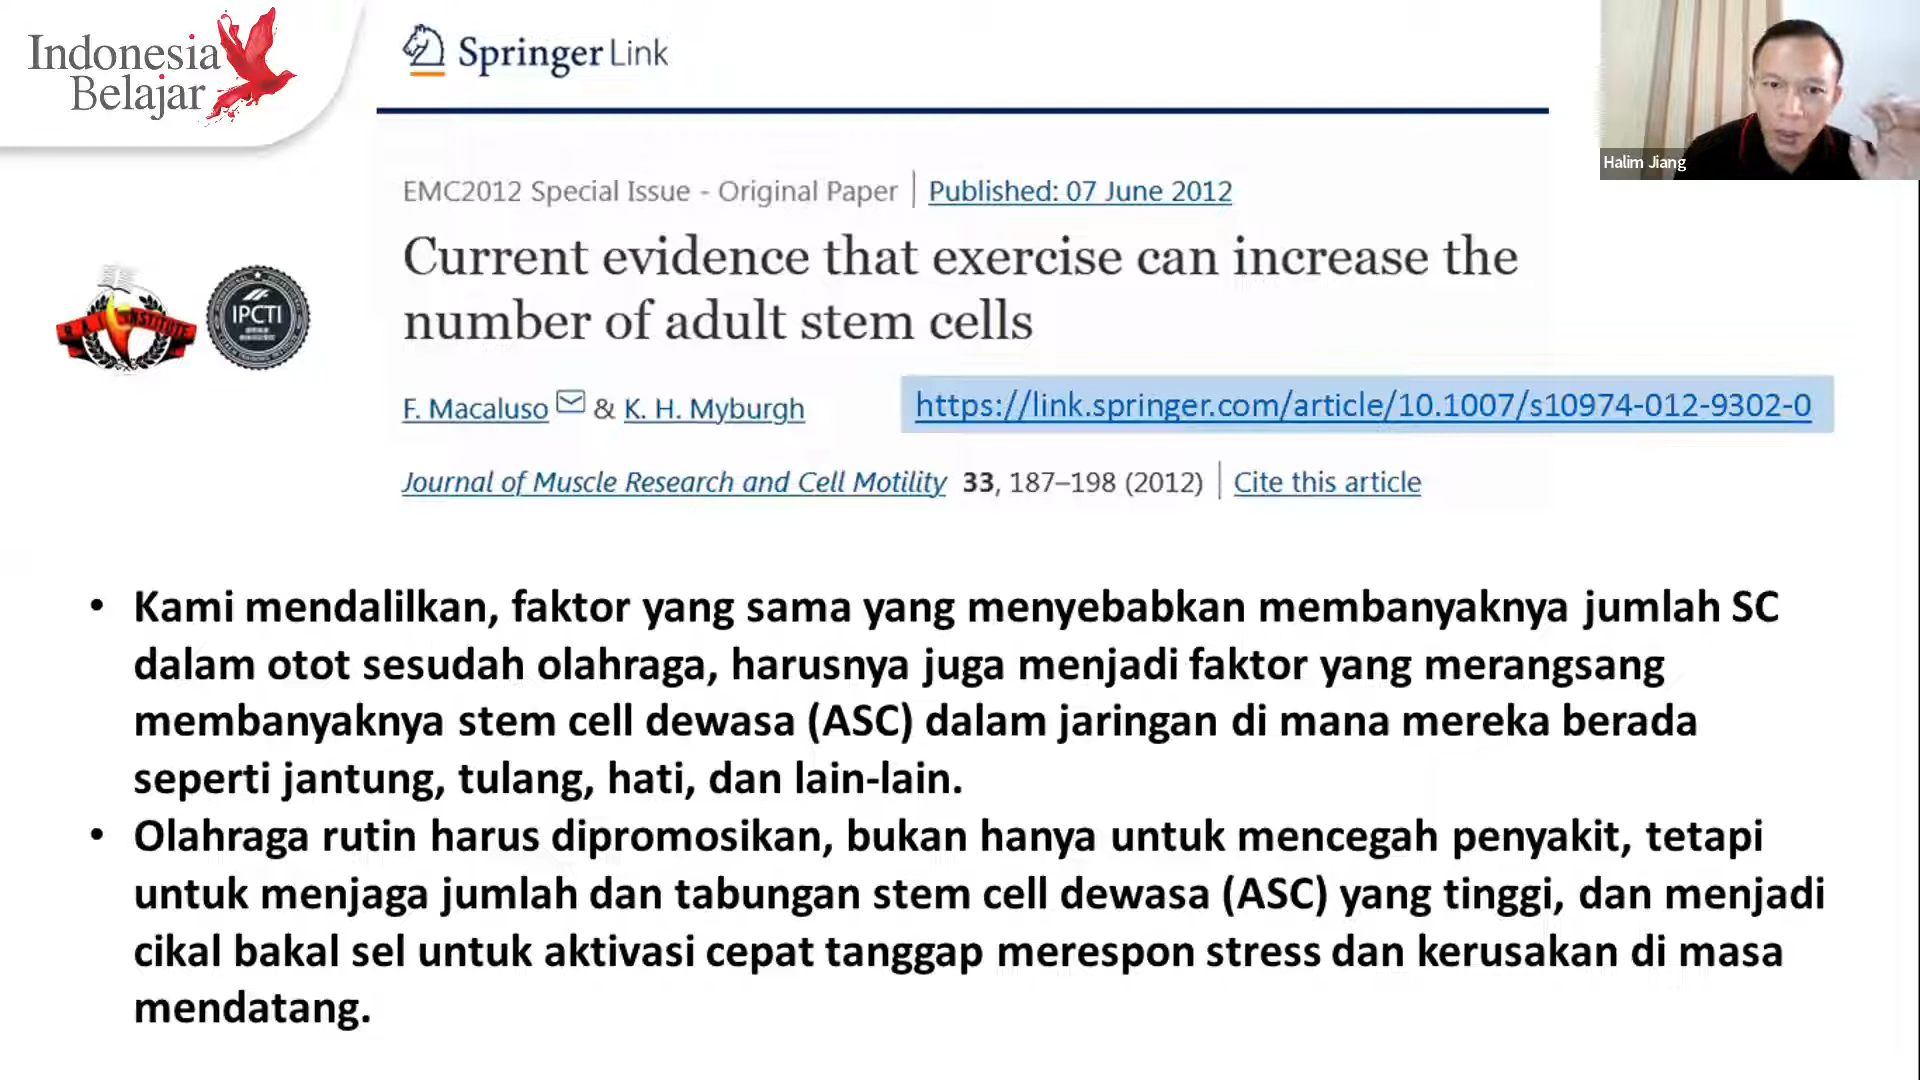 Indonesia
Belajar
Springer Link
Halim Jiang
EMC2012 Special Issue - Original Paper | Published: 07 June 2012
Current evidence that exercise can increase the
number of adult stem cells
INSTITUTE
IPCTI
F. Macaluso & K. H. Myburgh
https://link.springer.com/article/10.1007/s10974-012-9302-0
Journal of Muscle Research and Cell Motility 33, 187–198 (2012) | Cite this article
• Kami mendalilkan, faktor yang sama yang menyebabkan membanyaknya jumlah SC
dalam otot sesudah olahraga, harusnya juga menjadi faktor yang merangsang
membanyaknya stem cell dewasa (ASC) dalam jaringan di mana mereka berada
seperti jantung, tulang, hati, dan lain-lain.
• Olahraga rutin harus dipromosikan, bukan hanya untuk mencegah penyakit, tetapi
untuk menjaga jumlah dan tabungan stem cell dewasa (ASC) yang tinggi, dan menjadi
cikal bakal sel untuk aktivasi cepat tanggap merespon stress dan kerusakan di masa
mendatang.